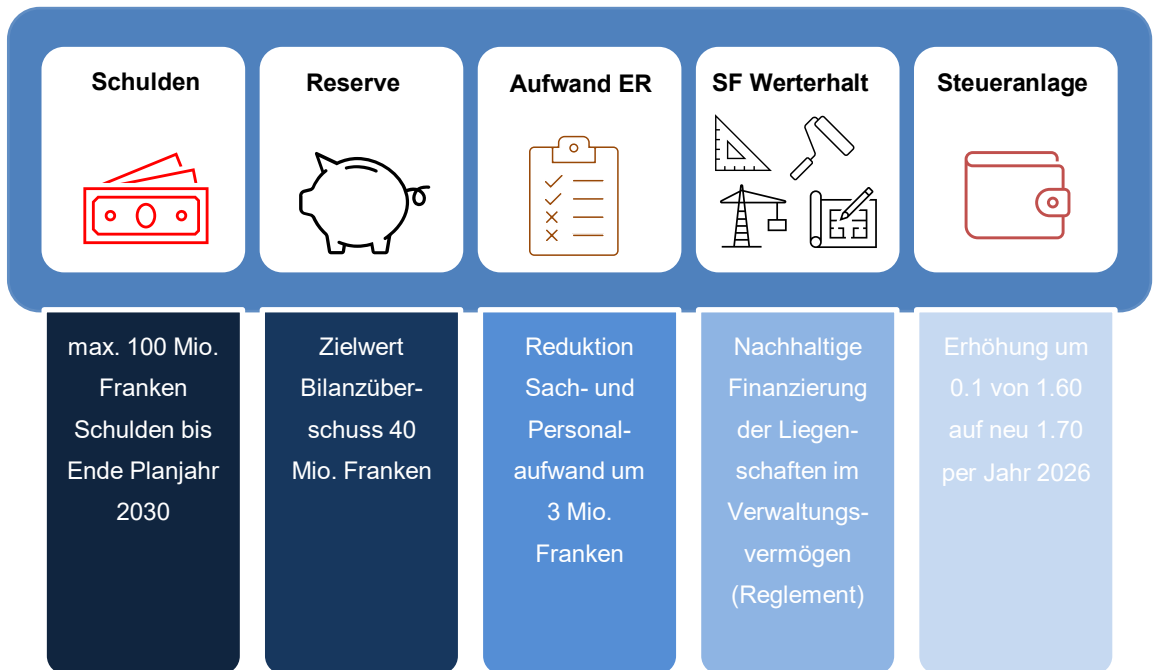 Schulden
Reserve
Aufwand ER
SF Werterhalt
Steueranlage
max. 100 Mio.
Franken
Schulden bis
Ende Planjahr
2030
Zielwert
Bilanzüber-
schuss 40
Mio. Franken
Reduktion
Sach- und
Personal-
aufwand um
3 Mio.
Franken
Nachhaltige
Finanzierung
der Liegen-
schaften im
Verwaltungs-
vermögen
(Reglement)
Erhöhung um
0.1 von 1.60
auf neu 1.70
per Jahr 2026